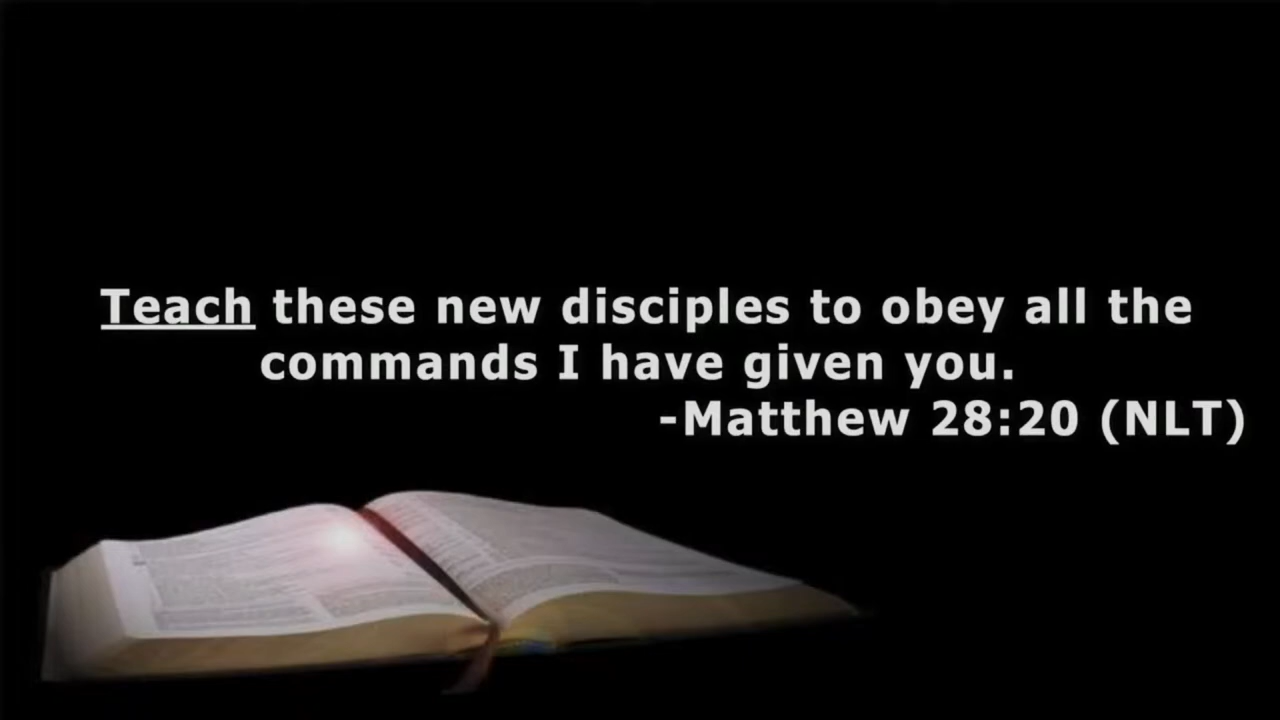 Teach these new disciples to obey all the
commands I have given you.
-Matthew 28:20 (NLT)